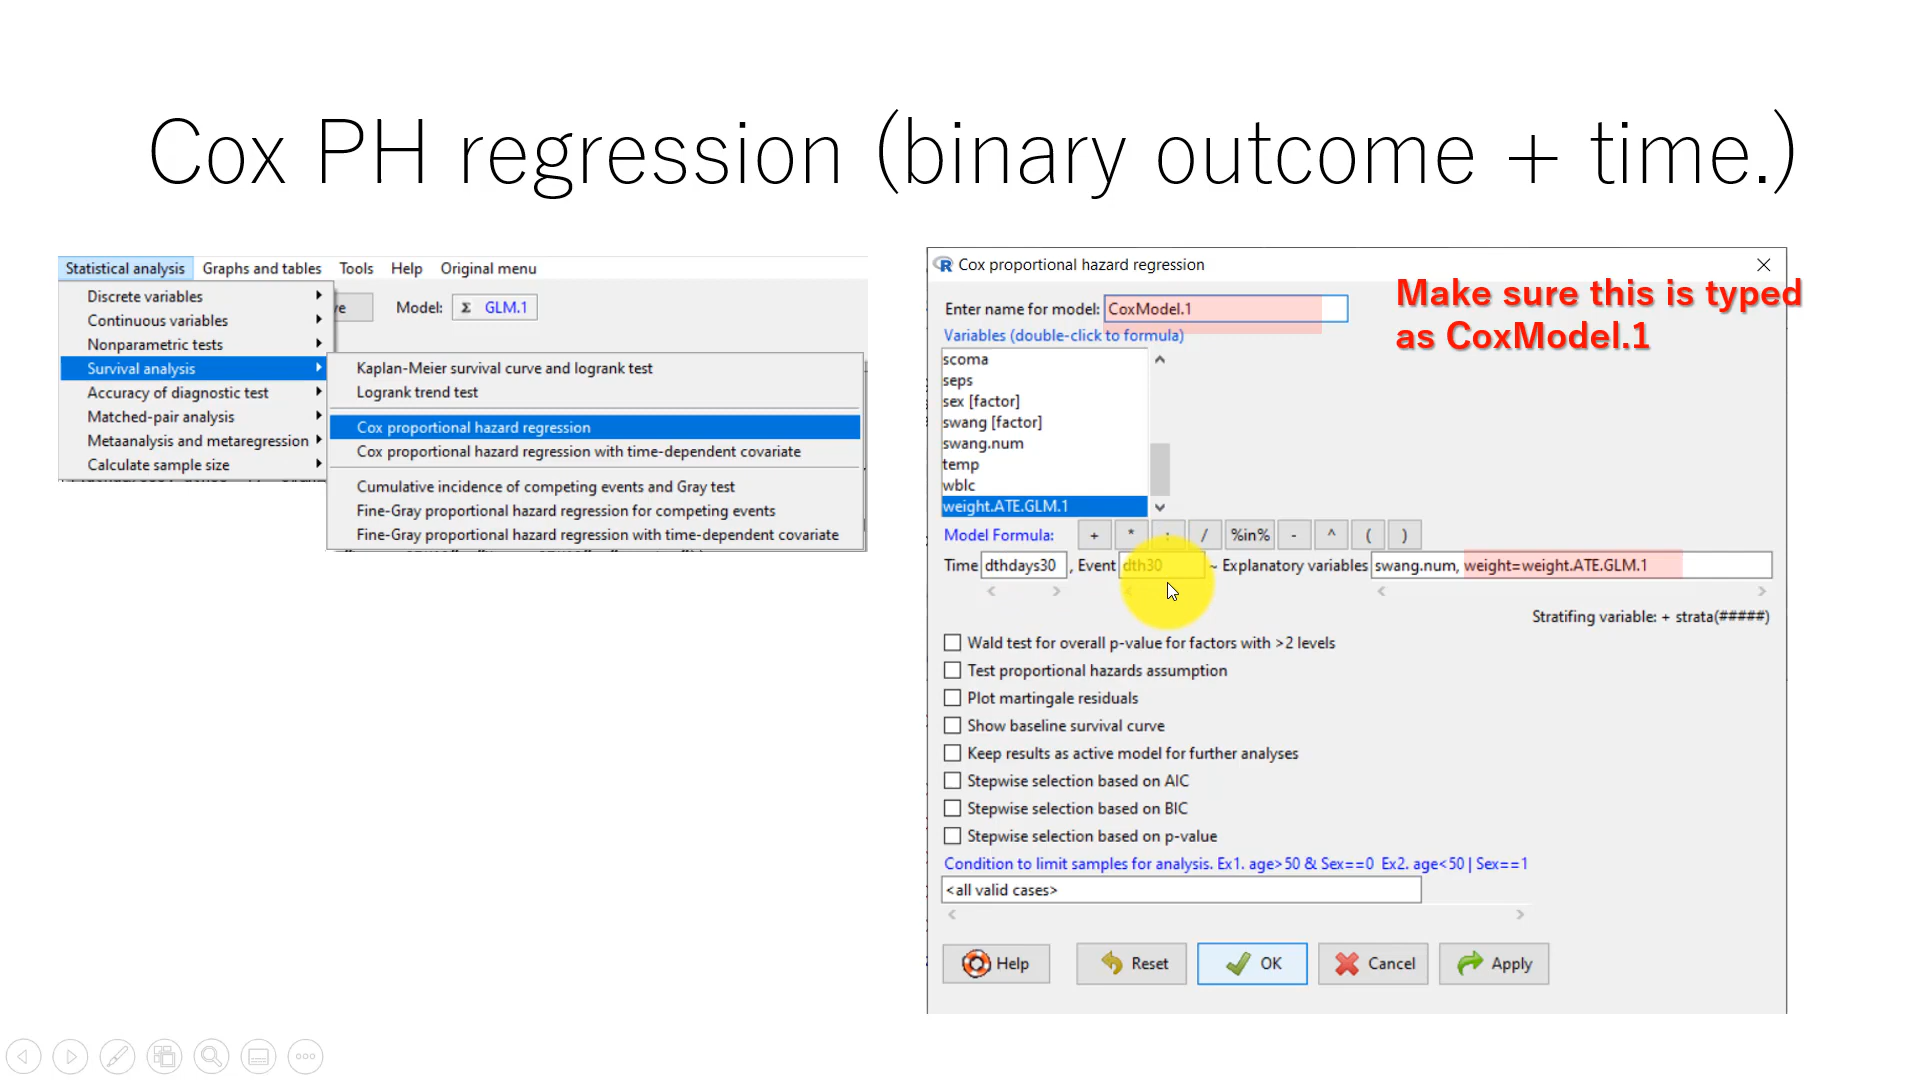 Cox PH regression (binary outcome + time.)
Statistical analysis Graphs and tables Tools Help Original menu
Discrete variables
Continuous variables
Nonparametric tests
Survival analysis
Accuracy of diagnostic test
Matched-pair analysis
Metaanalysis and metaregression
Calculate sample size
Model: Σ GLM.1
Kaplan-Meier survival curve and logrank test
Logrank trend test
Cox proportional hazard regression
Cox proportional hazard regression with time-dependent covariate
Cumulative incidence of competing events and Gray test
Fine-Gray proportional hazard regression for competing events
Fine-Gray proportional hazard regression with time-dependent covariate
R Cox proportional hazard regression
Enter name for model: CoxModel.1
Make sure this is typed
as CoxModel.1
Variables (double-click to formula)
scoma
seps
sex [factor]
swang [factor]
swang.num
temp
wblc
weight.ATE.GLM.1
Model Formula: + * : / %in% - ^ ( )
Time dthdays30 , Event dth30 ~ Explanatory variables swang.num, weight=weight.ATE.GLM.1
Stratifing variable: + strata(#####)
Wald test for overall p-value for factors with >2 levels
Test proportional hazards assumption
Plot martingale residuals
Show baseline survival curve
Keep results as active model for further analyses
Stepwise selection based on AIC
Stepwise selection based on BIC
Stepwise selection based on p-value
Condition to limit samples for analysis. Ex1. age>50 & Sex==0 Ex2. age<50 | Sex==1
<all valid cases>
Help Reset OK Cancel Apply